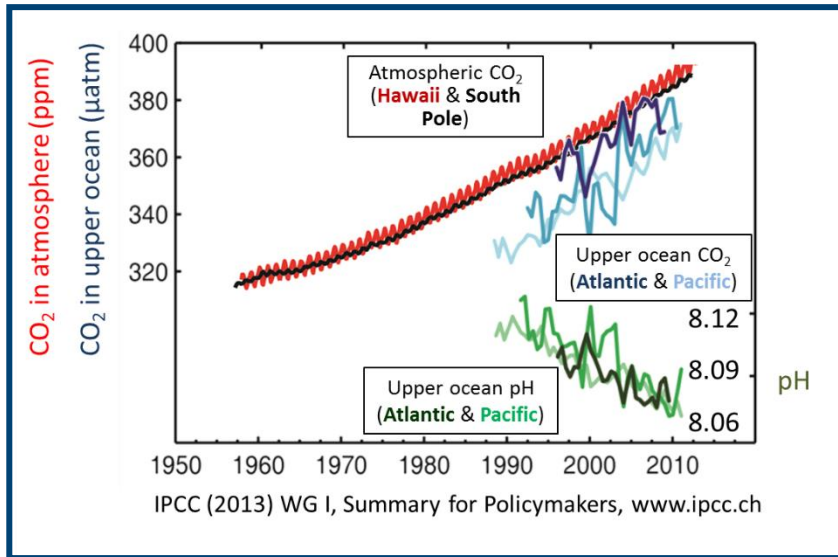 CO₂ in atmosphere (ppm)
CO₂ in upper ocean (µatm)
400
380
360
340
320
Atmospheric CO₂
(Hawaii & South
Pole)
Upper ocean CO₂
(Atlantic & Pacific)
8.12
8.09
8.06
pH
Upper ocean pH
(Atlantic & Pacific)
1950 1960 1970 1980 1990 2000 2010
IPCC (2013) WG I, Summary for Policymakers, www.ipcc.ch